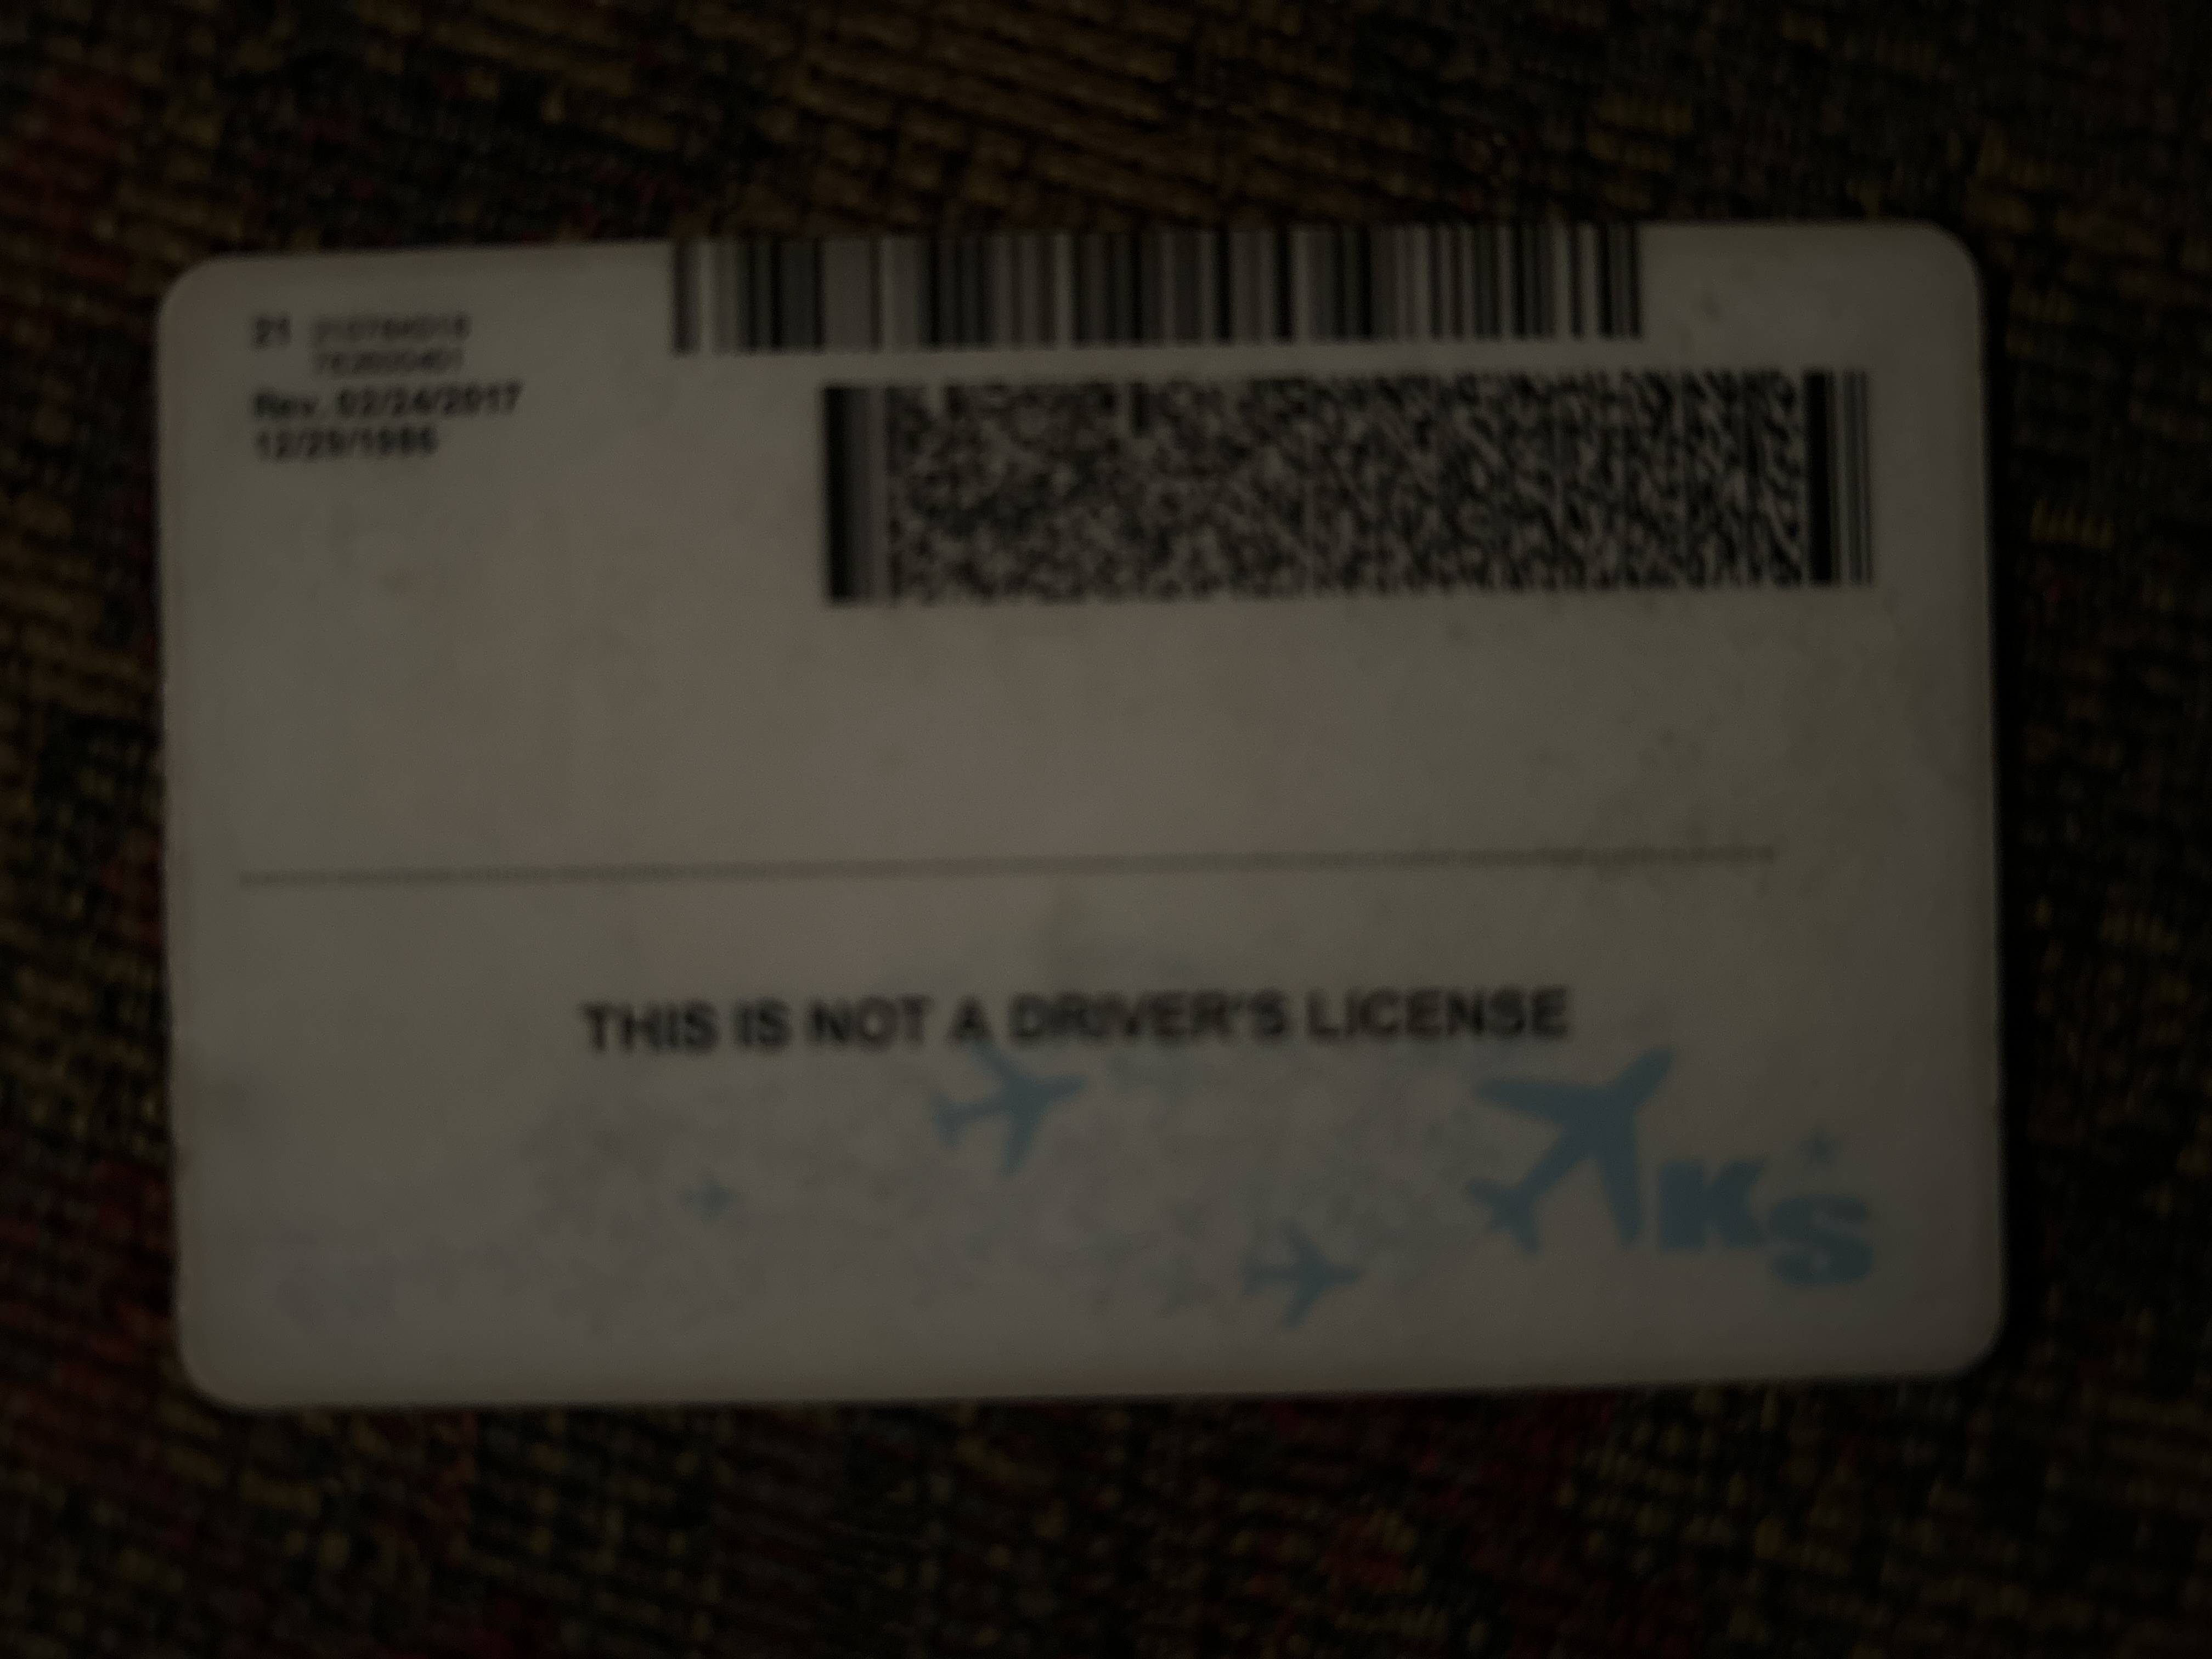 21
Rev. 02/24/2017
12/29/1986
THIS IS NOT A DRIVER'S LICENSE
KS